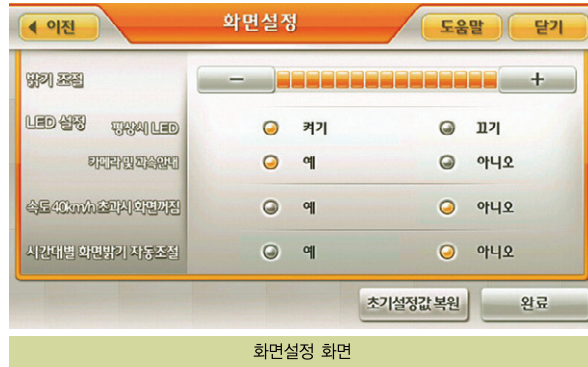 이전 화면설정 도움말 닫기
밝기 조절 − +
LED 설정 평상시 LED 켜기 끄기
카메라 및 과속안내 예 아니오
속도 40km/h 초과시 화면꺼짐 예 아니오
시간대별 화면밝기 자동조절 예 아니오
초기설정값 복원 완료
화면설정 화면